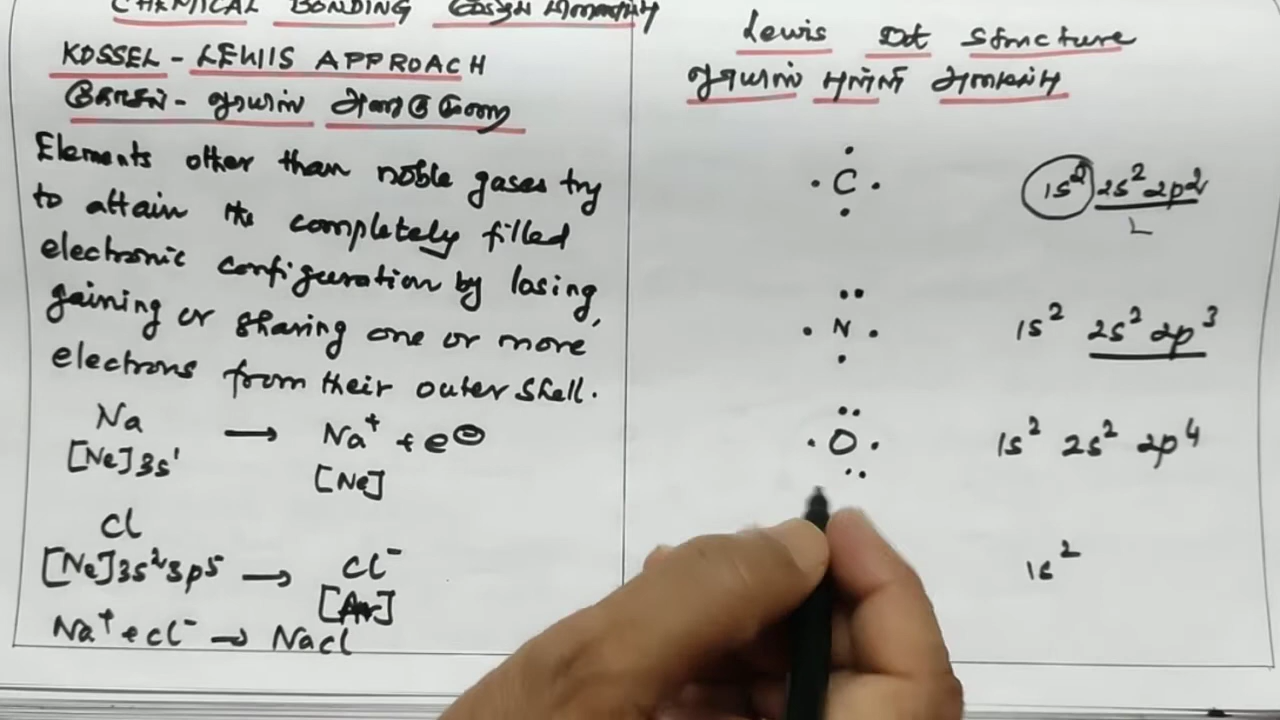 CHEMICAL BONDING வேதிப் பிணைப்பு
KOSSEL - LEWIS APPROACH
கோசல் - லூயிஸ் அணுகுமுறை
Elements other than noble gases try
to attain the completely filled
electronic configuration by losing,
gaining or sharing one or more
electrons from their outer shell.
Na → Na⁺ + e⊖
[Ne]3s¹ [Ne]
Cl
[Ne]3s²3p⁵ → Cl⁻
[Ar]
Na⁺ + Cl⁻ → NaCl
Lewis Dot Structure
லூயிஸ் புள்ளி அமைப்பு
C 1s² 2s² 2p²
L
N 1s² 2s² 2p³
O 1s² 2s² 2p⁴
1s²